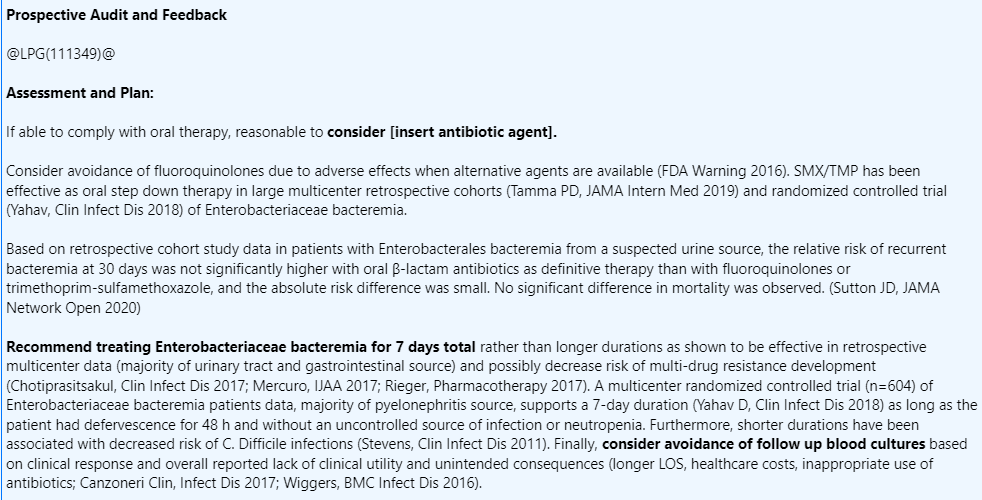 Prospective Audit and Feedback
@LPG(111349)@
Assessment and Plan:
If able to comply with oral therapy, reasonable to consider [insert antibiotic agent].
Consider avoidance of fluoroquinolones due to adverse effects when alternative agents are available (FDA Warning 2016). SMX/TMP has been
effective as oral step down therapy in large multicenter retrospective cohorts (Tamma PD, JAMA Intern Med 2019) and randomized controlled trial
(Yahav, Clin Infect Dis 2018) of Enterobacteriaceae bacteremia.
Based on retrospective cohort study data in patients with Enterobacterales bacteremia from a suspected urine source, the relative risk of recurrent
bacteremia at 30 days was not significantly higher with oral β-lactam antibiotics as definitive therapy than with fluoroquinolones or
trimethoprim-sulfamethoxazole, and the absolute risk difference was small. No significant difference in mortality was observed. (Sutton JD, JAMA
Network Open 2020)
Recommend treating Enterobacteriaceae bacteremia for 7 days total rather than longer durations as shown to be effective in retrospective
multicenter data (majority of urinary tract and gastrointestinal source) and possibly decrease risk of multi-drug resistance development
(Chotiprasitsakul, Clin Infect Dis 2017; Mercuro, IJAA 2017; Rieger, Pharmacotherapy 2017). A multicenter randomized controlled trial (n=604) of
Enterobacteriaceae bacteremia patients data, majority of pyelonephritis source, supports a 7-day duration (Yahav D, Clin Infect Dis 2018) as long as the
patient had defervescence for 48 h and without an uncontrolled source of infection or neutropenia. Furthermore, shorter durations have been
associated with decreased risk of C. Difficile infections (Stevens, Clin Infect Dis 2011). Finally, consider avoidance of follow up blood cultures based
on clinical response and overall reported lack of clinical utility and unintended consequences (longer LOS, healthcare costs, inappropriate use of
antibiotics; Canzoneri Clin, Infect Dis 2017; Wiggers, BMC Infect Dis 2016).